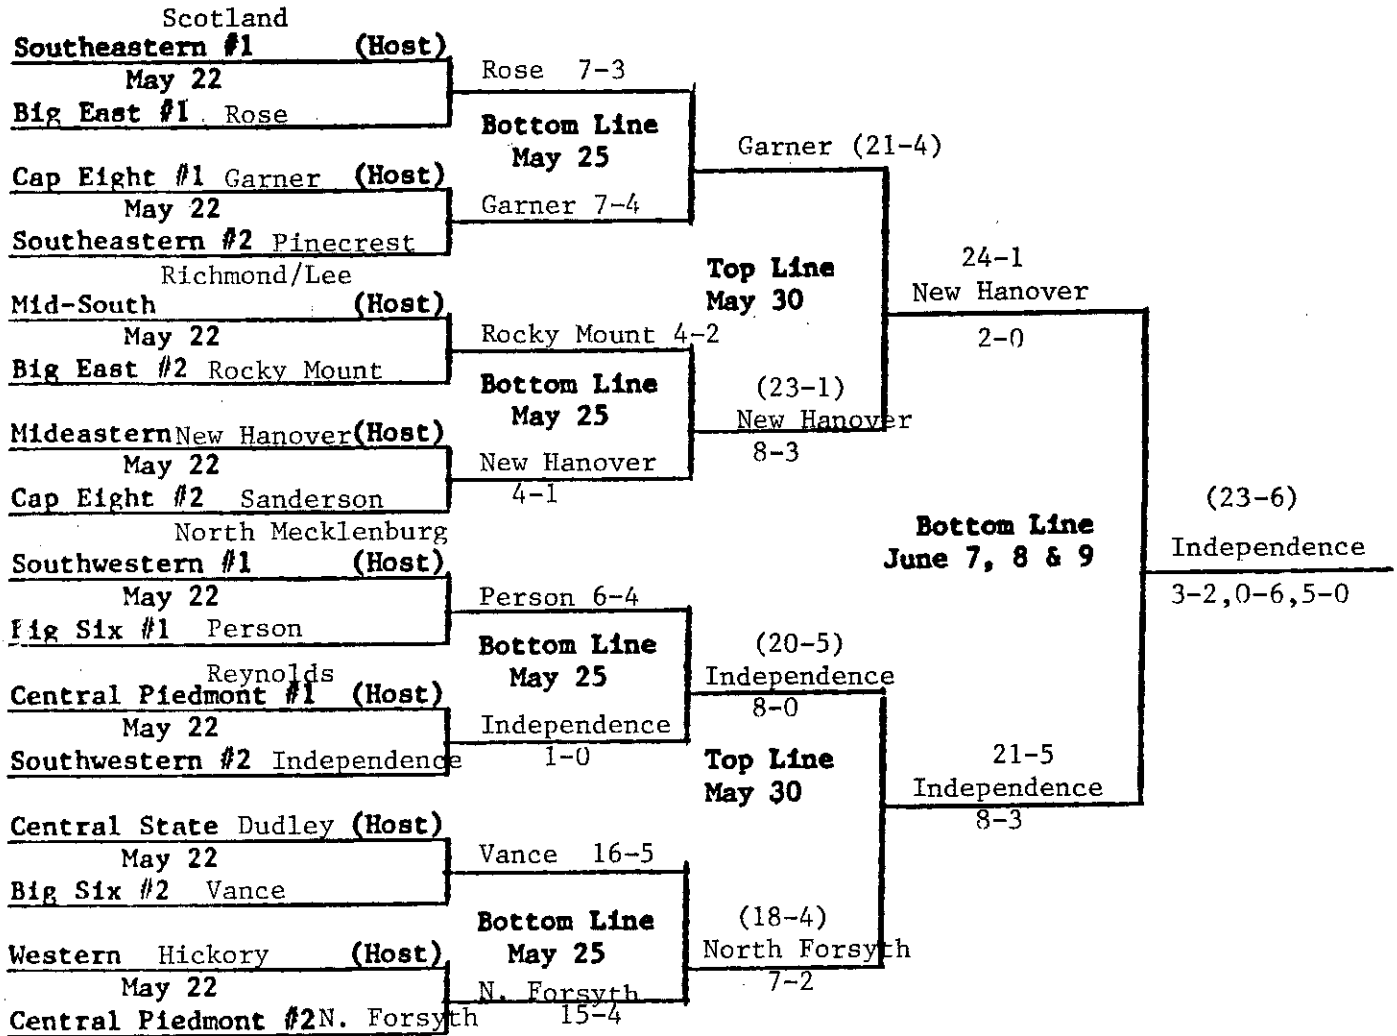 Scotland
Southeastern #1 (Host)
May 22
Big East #1 Rose
Cap Eight #1 Garner (Host)
May 22
Southeastern #2 Pinecrest
Richmond/Lee
Mid-South (Host)
May 22
Big East #2 Rocky Mount
Mideastern New Hanover (Host)
May 22
Cap Eight #2 Sanderson
North Mecklenburg
Southwestern #1 (Host)
May 22
Big Six #1 Person
Reynolds
Central Piedmont #1 (Host)
May 22
Southwestern #2 Independence
Central State Dudley (Host)
May 22
Big Six #2 Vance
Western Hickory (Host)
May 22
Central Piedmont #2 N. Forsyth
Rose 7-3
Bottom Line
May 25
Garner 7-4
Rocky Mount 4-2
Bottom Line
May 25
New Hanover
4-1
Person 6-4
Bottom Line
May 25
Independence
1-0
Vance 16-5
Bottom Line
May 25
N. Forsyth
15-4
Garner (21-4)
Top Line
May 30
(23-1)
New Hanover
8-3
(20-5)
Independence
8-0
Top Line
May 30
(18-4)
North Forsyth
7-2
24-1
New Hanover
2-0
Bottom Line
June 7, 8 & 9
21-5
Independence
8-3
(23-6)
Independence
3-2,0-6,5-0